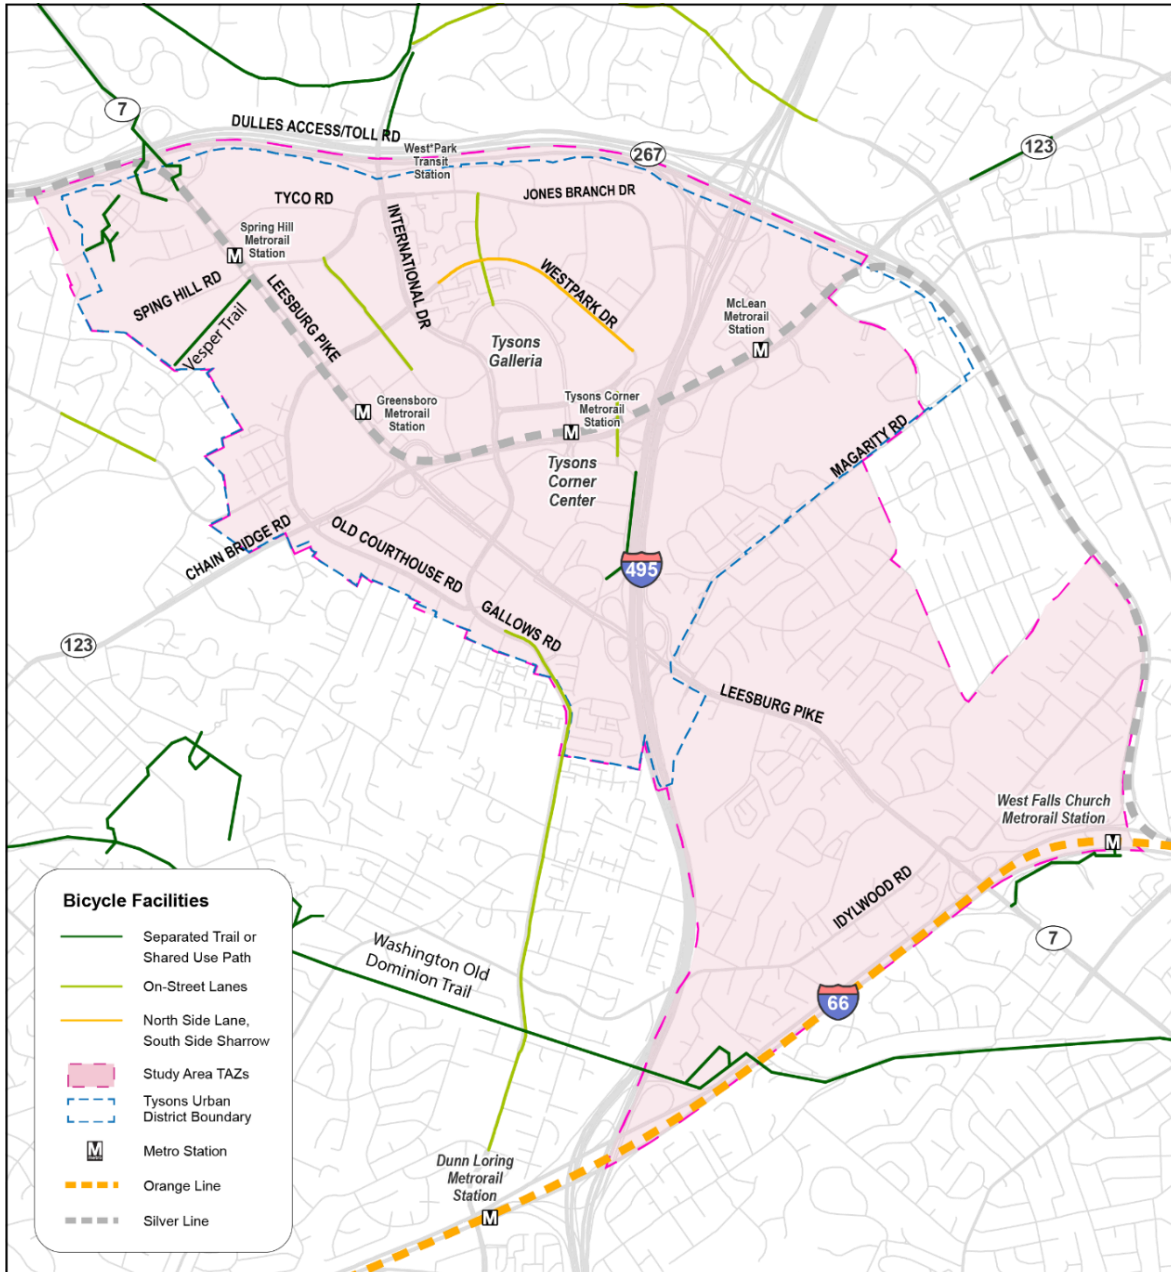 7
DULLES ACCESS/TOLL RD
West*Park
Transit
Station
267
123
TYCO RD
JONES BRANCH DR
INTERNATIONAL DR
Spring Hill
Metrorail
Station
M
WESTPARK DR
SPING HILL RD
LEESBURG PIKE
Vesper Trail
McLean
Metrorail
Station
M
Tysons
Galleria
Greensboro
Metrorail
Station
M
Tysons Corner
Metrorail
Station
M
MAGARITY RD
Tysons
Corner
Center
CHAIN BRIDGE RD
OLD COURTHOUSE RD
495
GALLOWS RD
123
LEESBURG PIKE
West Falls Church
Metrorail Station
M
IDYLWOOD RD
7
Washington Old
Dominion Trail
66
Dunn Loring
Metrorail
Station
M
Bicycle Facilities
Separated Trail or
Shared Use Path
On-Street Lanes
North Side Lane,
South Side Sharrow
Study Area TAZs
Tysons Urban
District Boundary
M
Metro Station
Orange Line
Silver Line